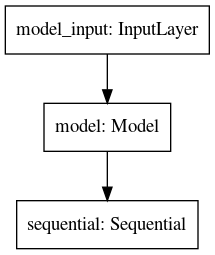 model_input: InputLayer
model: Model
sequential: Sequential